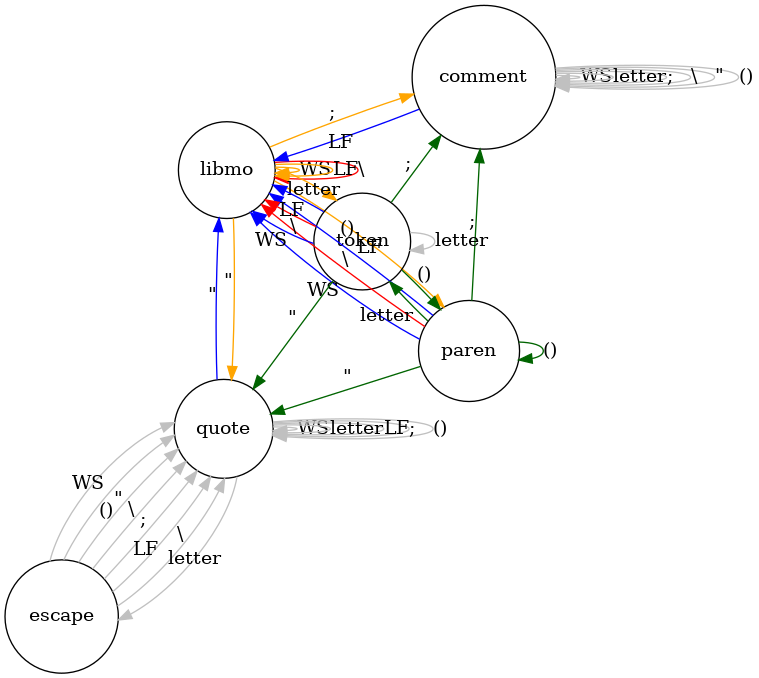 comment
WSletter; \ " ()
;
LF
libmo
WSLF\
letter
;
LF
\
()
WS
token
LF
letter
\
()
;
"
"
WS
"
letter
paren
()
"
quote
WSletterLF; ()
WS
"
()
\
;
\
LF
letter
escape